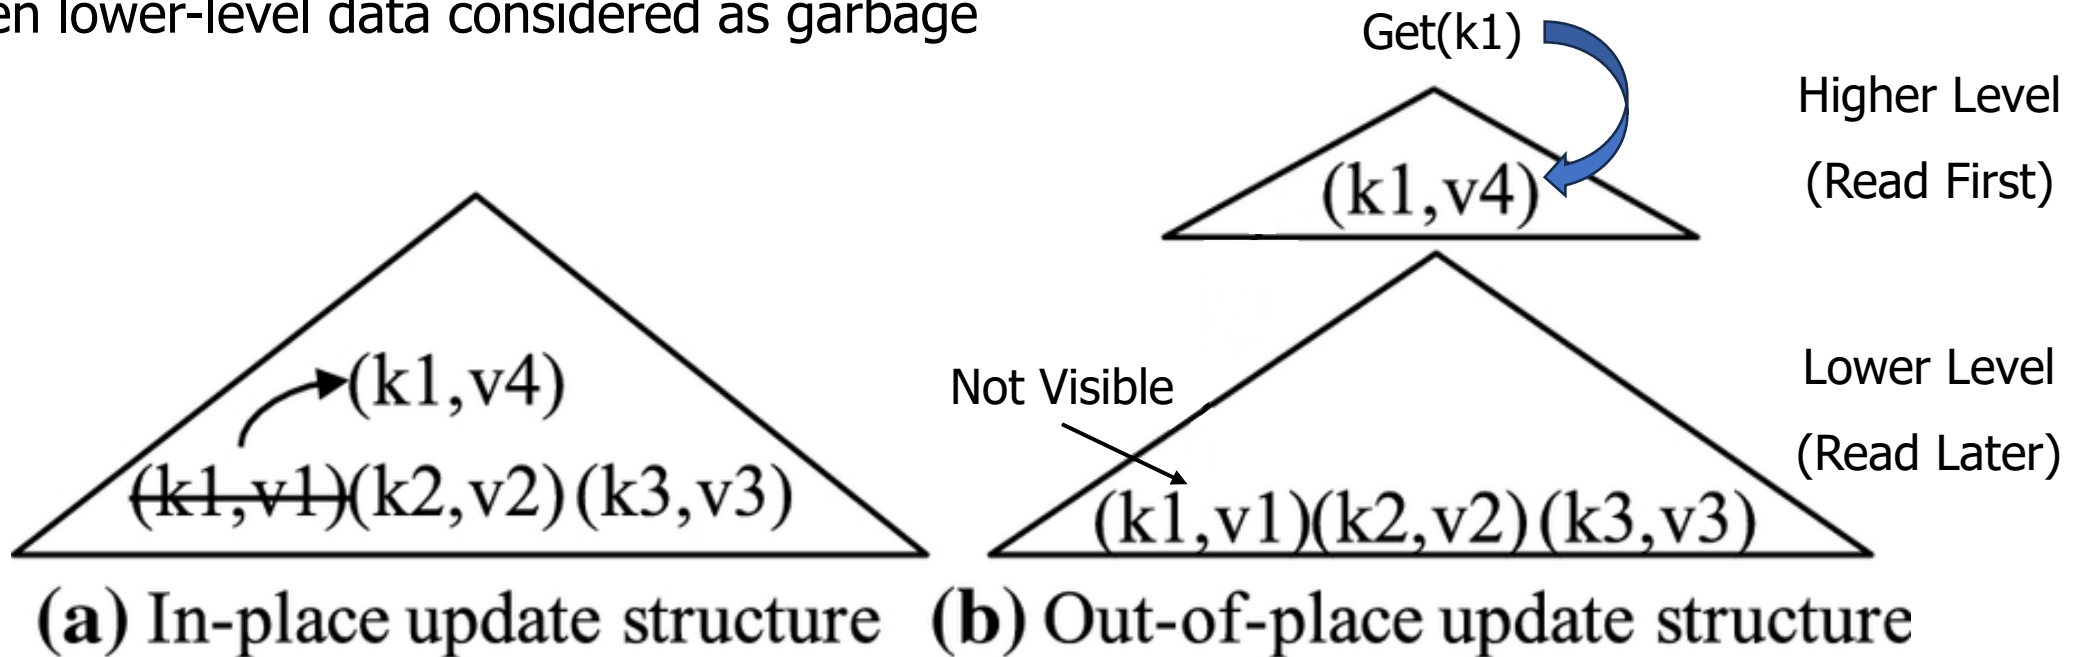 lower-level data considered as garbage
Get(k1)
Higher Level
(Read First)
(k1,v4)
(k1,v4)
(k1,v1)(k2,v2)(k3,v3)
Not Visible
Lower Level
(Read Later)
(k1,v1)(k2,v2)(k3,v3)
(a) In-place update structure
(b) Out-of-place update structure